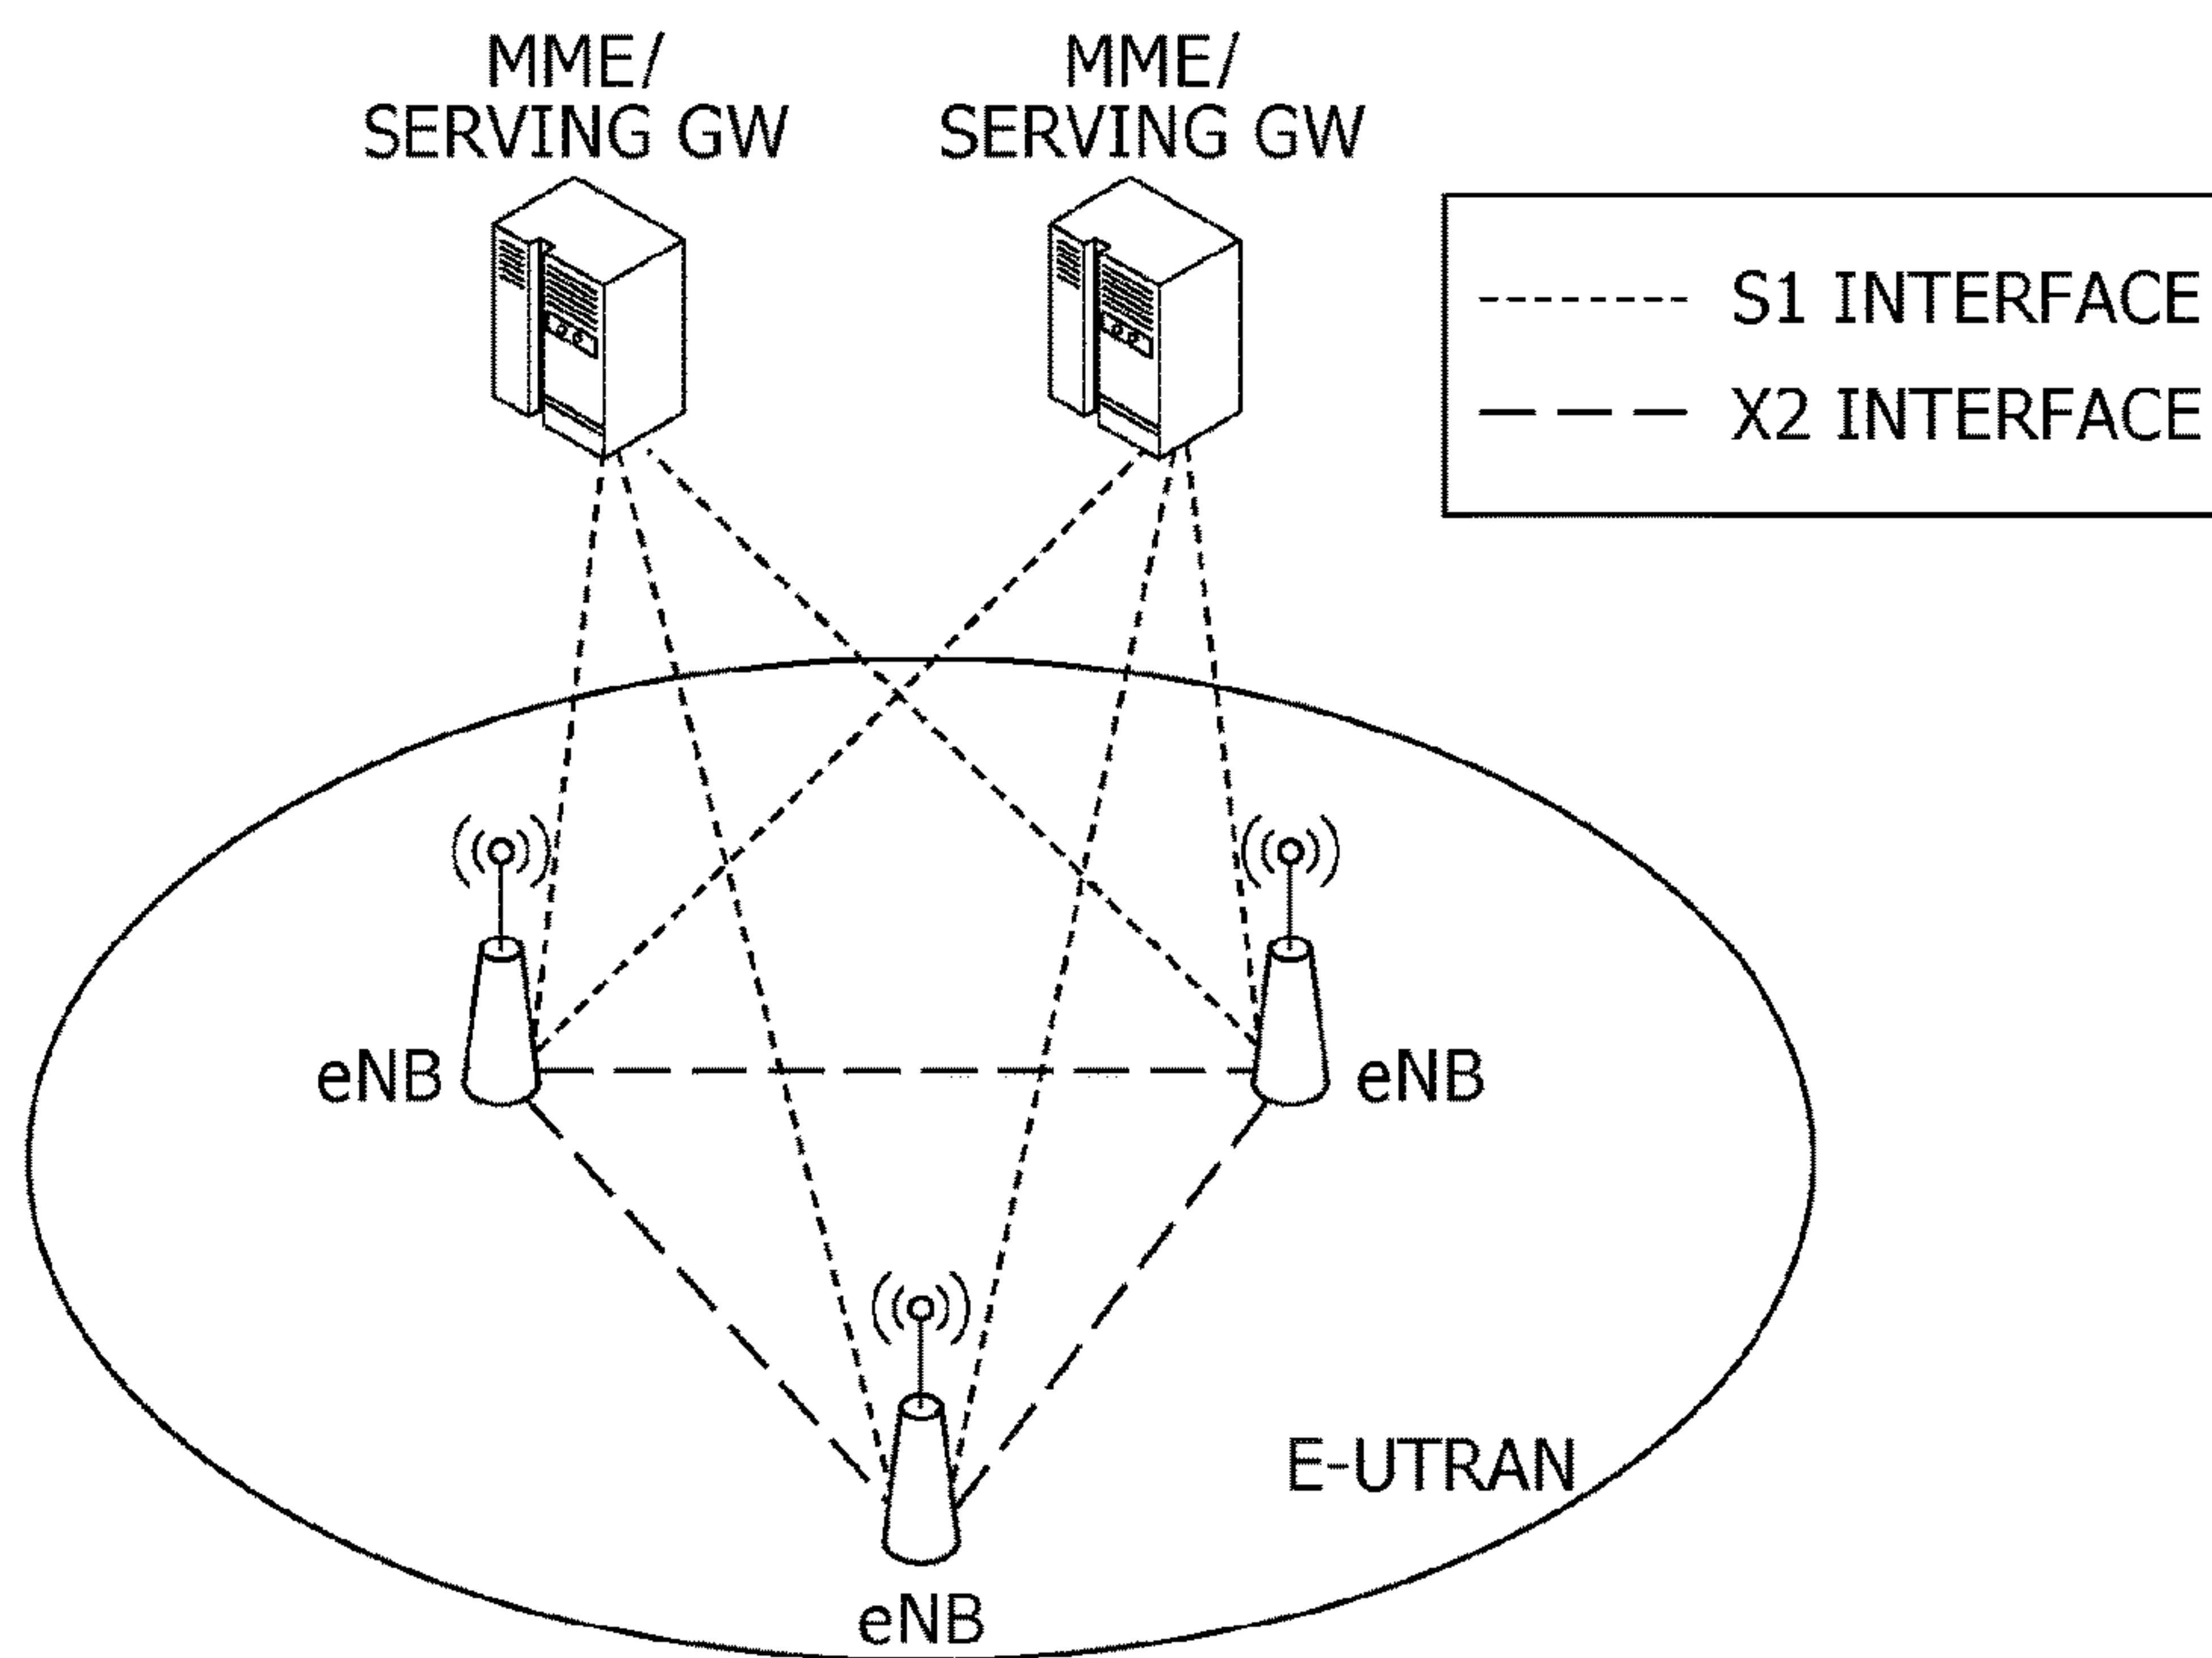 MME/
SERVING GW
MME/
SERVING GW
S1 INTERFACE
X2 INTERFACE
eNB
eNB
E-UTRAN
eNB